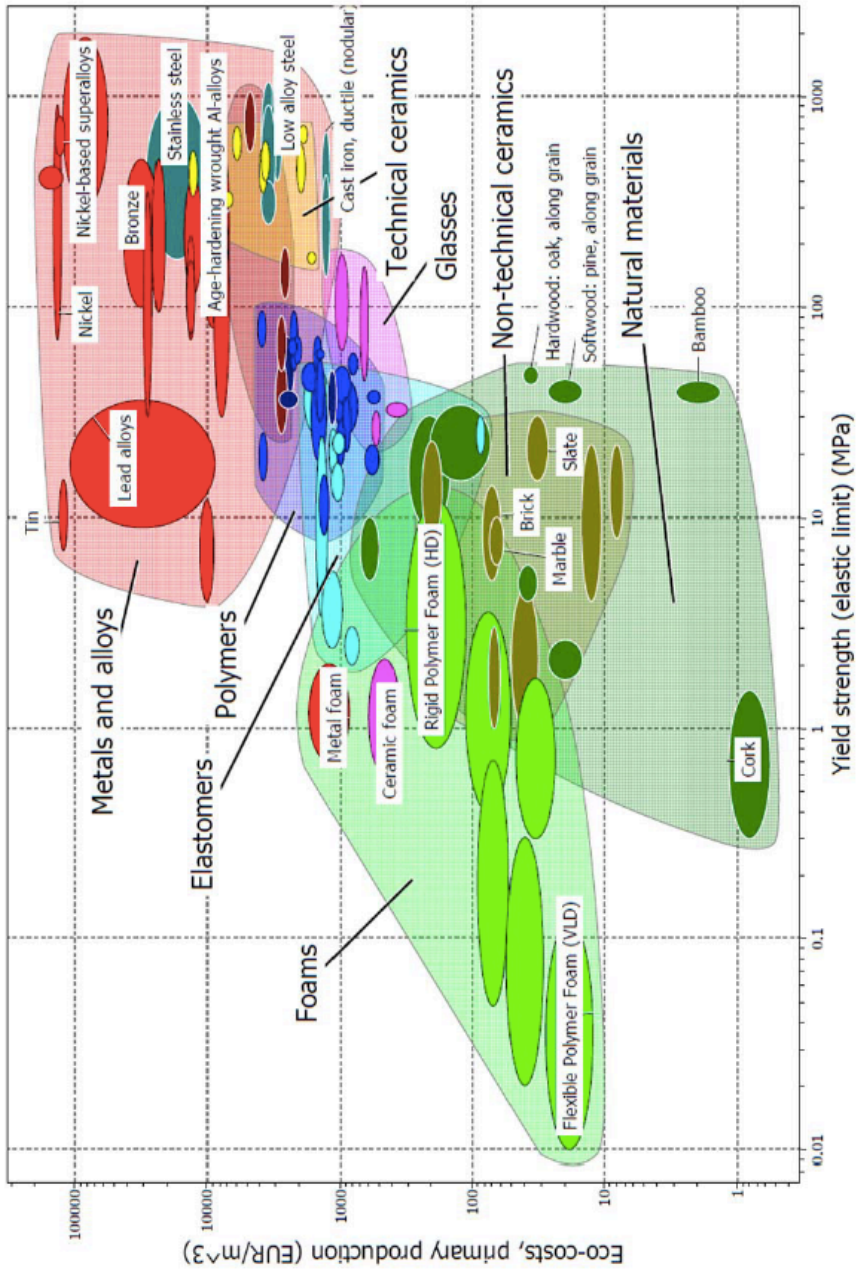 Eco-costs, primary production (EUR/m^3)
100000
10000
1000
100
10
1
Metals and alloys
Tin
Lead alloys
Nickel
Nickel-based superalloys
Bronze
Stainless steel
Age-hardening wrought Al-alloys
Low alloy steel
Cast iron, ductile (nodular)
Polymers
Elastomers
Technical ceramics
Glasses
Foams
Metal foam
Ceramic foam
Rigid Polymer Foam (HD)
Flexible Polymer Foam (VLD)
Non-technical ceramics
Brick
Marble
Slate
Hardwood: oak, along grain
Softwood: pine, along grain
Natural materials
Bamboo
Cork
0.01
0.1
1
10
100
1000
Yield strength (elastic limit) (MPa)